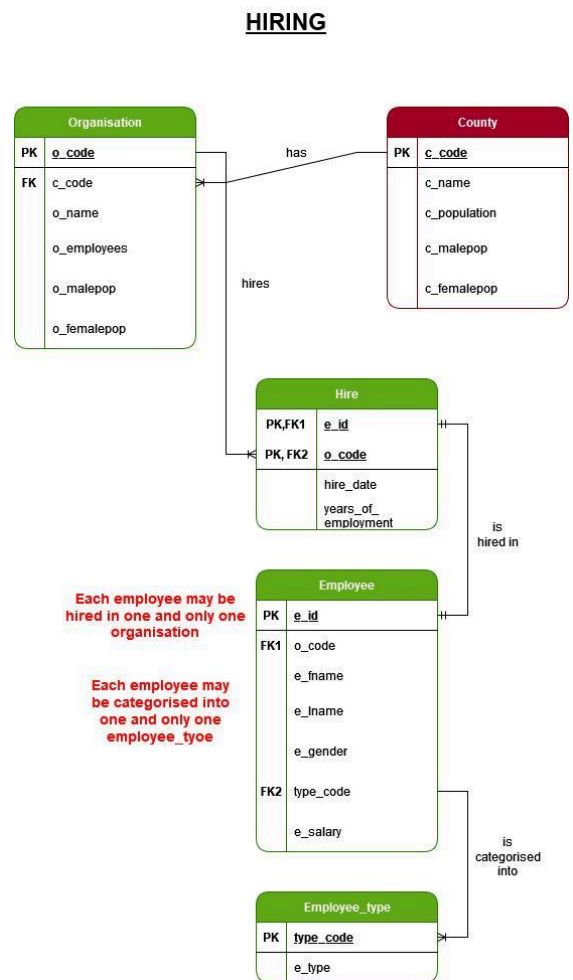 HIRING
Organisation
PK o_code
FK c_code
o_name
o_employees
o_malepop
o_femalepop
has
County
PK c_code
c_name
c_population
c_malepop
c_femalepop
hires
Hire
PK,FK1 e_id
PK, FK2 o_code
hire_date
years_of_
employment
is
hired in
Each employee may be
hired in one and only one
organisation
Each employee may
be categorised into
one and only one
employee_tyoe
Employee
PK e_id
FK1 o_code
e_fname
e_lname
e_gender
FK2 type_code
e_salary
is
categorised
into
Employee_type
PK type_code
e_type